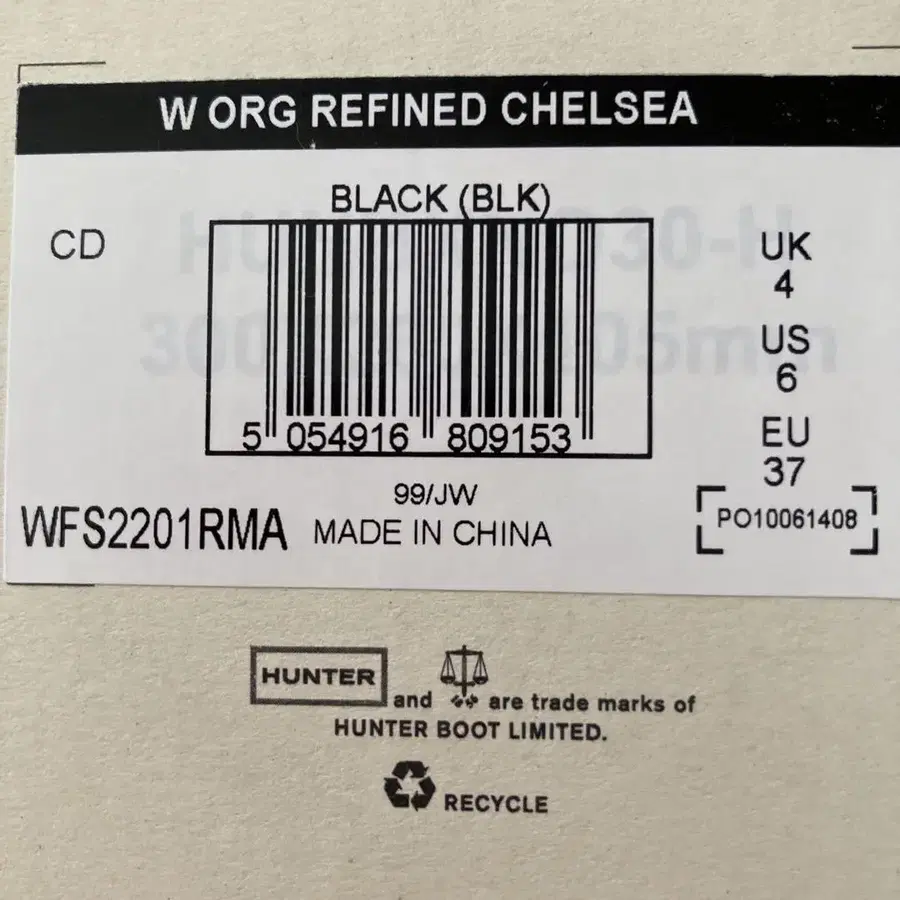 W ORG REFINED CHELSEA
BLACK (BLK)
CD
UK
4
US
6
EU
37
5 054916 809153
99/JW
WFS2201RMA MADE IN CHINA
PO10061408
HUNTER and are trade marks of
HUNTER BOOT LIMITED.
RECYCLE